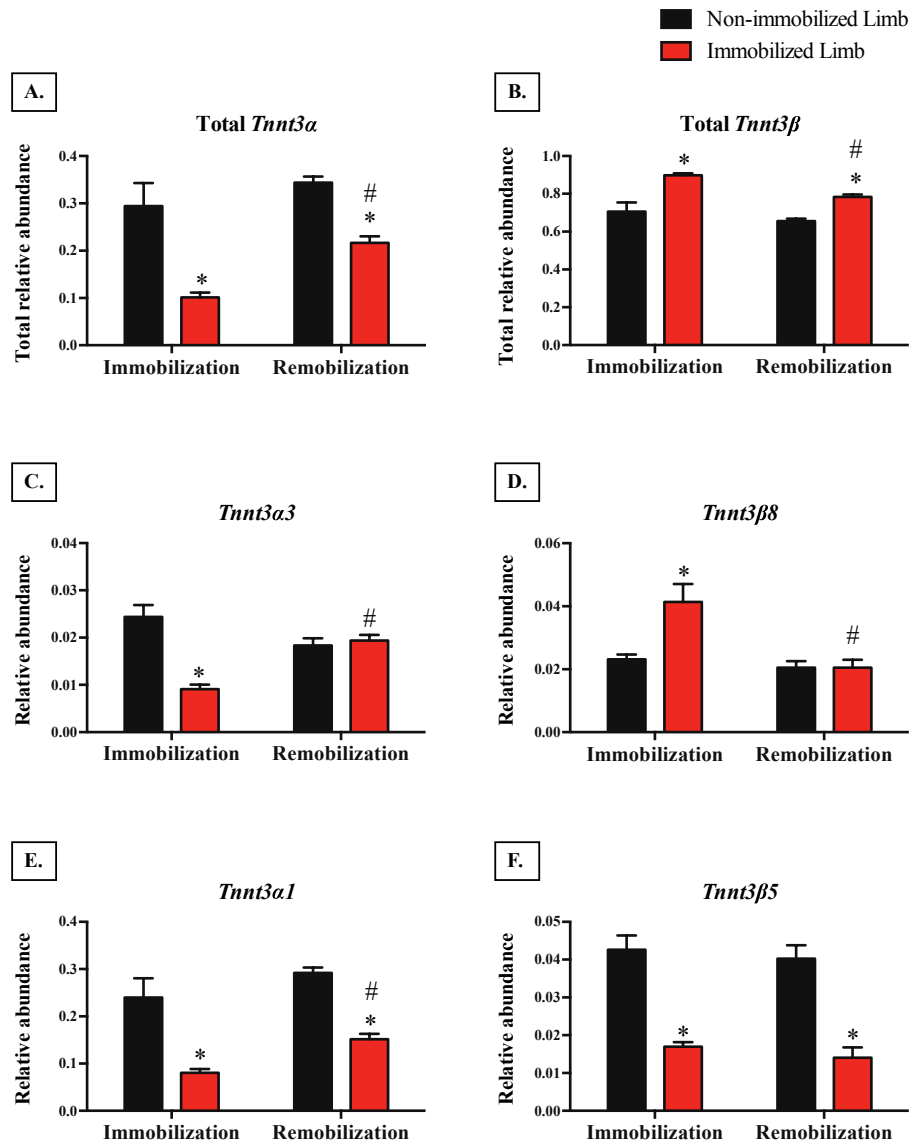 Non-immobilized Limb
Immobilized Limb
A.
Total Tnnt3α
Total relative abundance
0.4
0.3
0.2
0.1
0.0
*
#
*
Immobilization Remobilization
B.
Total Tnnt3β
Total relative abundance
1.0
0.8
0.6
0.4
0.2
0.0
*
#
*
Immobilization Remobilization
C.
Tnnt3α3
Relative abundance
0.04
0.03
0.02
0.01
0.00
*
#
Immobilization Remobilization
D.
Tnnt3β8
Relative abundance
0.06
0.04
0.02
0.00
*
#
Immobilization Remobilization
E.
Tnnt3α1
Relative abundance
0.4
0.3
0.2
0.1
0.0
*
#
*
Immobilization Remobilization
F.
Tnnt3β5
Relative abundance
0.05
0.04
0.03
0.02
0.01
0.00
*
*
Immobilization Remobilization